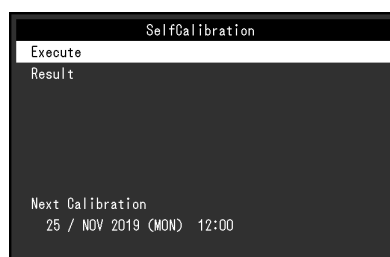 SelfCalibration
Execute
Result
Next Calibration
25 / NOV 2019 (MON) 12:00